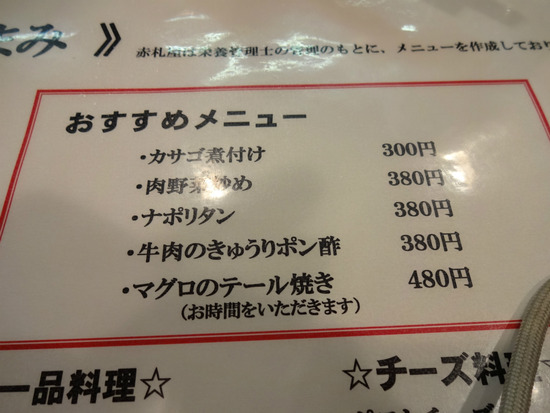 み 》
赤札屋は栄養管理士の管理のもとに、メニューを作成してお
おすすめメニュー
・カサゴ煮付け 300円
・肉野菜炒め 380円
・ナポリタン 380円
・牛肉のきゅうりポン酢 380円
・マグロのテール焼き 480円
(お時間をいただきます)
一品料理☆
☆チーズ料理